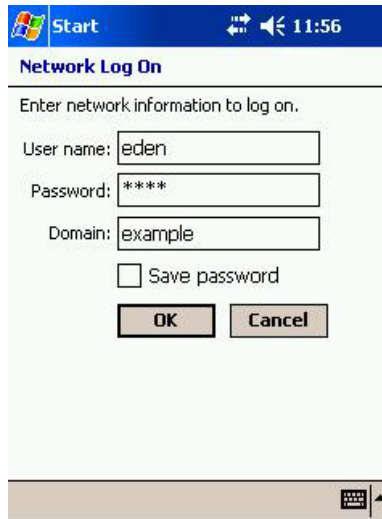 Start 11:56
Network Log On
Enter network information to log on.
User name: eden
Password: ****
Domain: example
Save password
OK Cancel